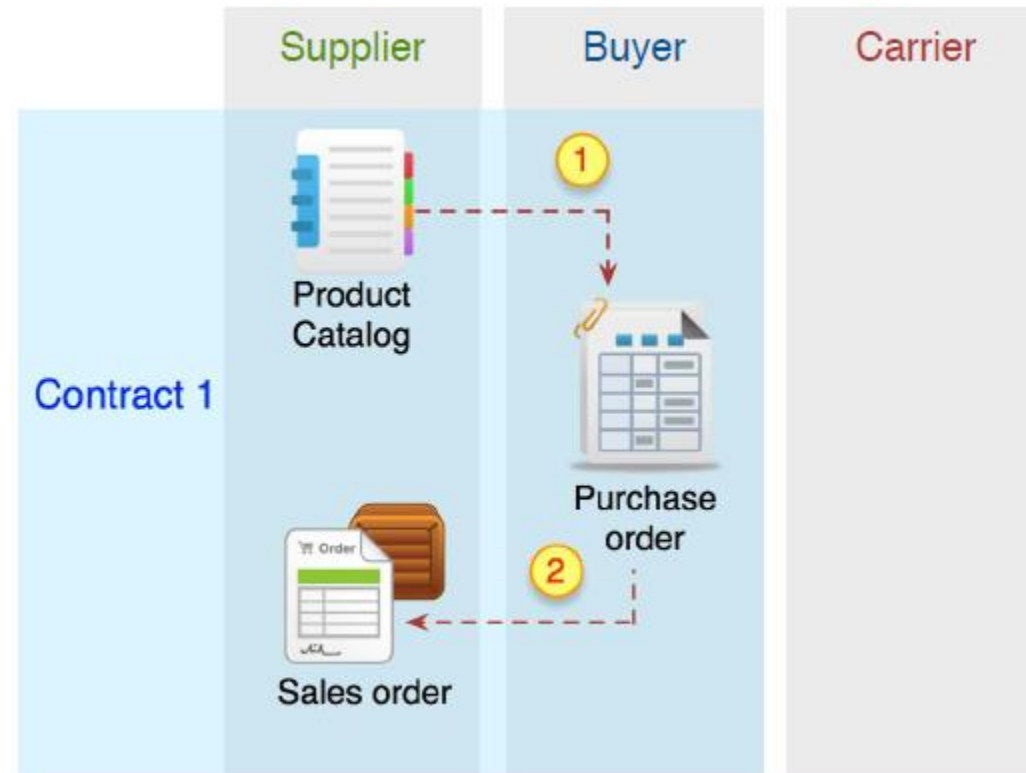 Supplier
Buyer
Carrier
1
Product
Catalog
Contract 1
Purchase
order
Order
2
Sales order